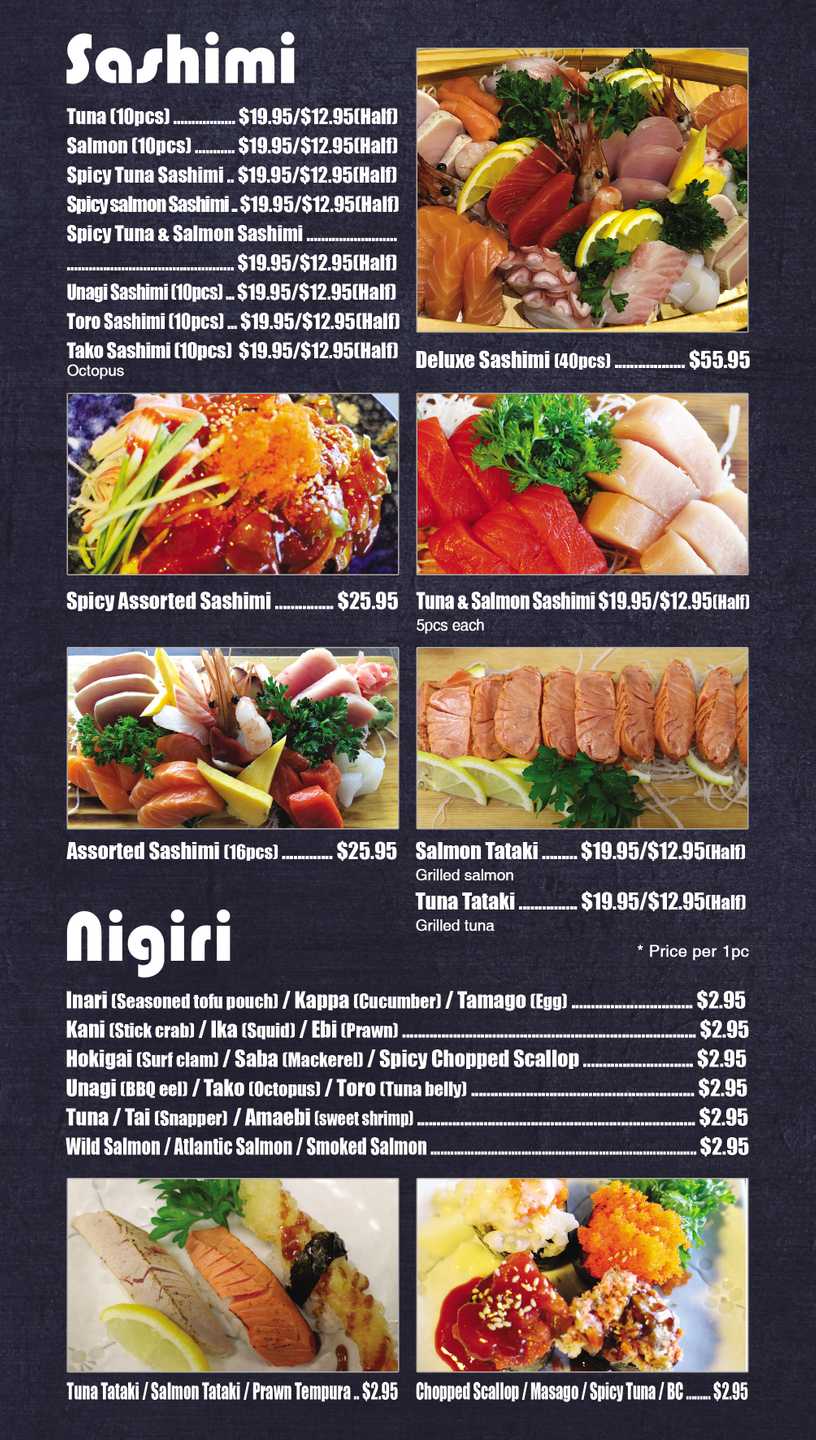 Sashimi
Tuna (10pcs) ................. $19.95/$12.95(Half)
Salmon (10pcs) ........... $19.95/$12.95(Half)
Spicy Tuna Sashimi .. $19.95/$12.95(Half)
Spicy salmon Sashimi .. $19.95/$12.95(Half)
Spicy Tuna & Salmon Sashimi .........................
.............................................. $19.95/$12.95(Half)
Unagi Sashimi (10pcs) ... $19.95/$12.95(Half)
Toro Sashimi (10pcs) ... $19.95/$12.95(Half)
Tako Sashimi (10pcs) $19.95/$12.95(Half)
Octopus
Deluxe Sashimi (40pcs) ................... $55.95
Spicy Assorted Sashimi ............... $25.95
Tuna & Salmon Sashimi $19.95/$12.95(Half)
5pcs each
Assorted Sashimi (16pcs) ............. $25.95
Salmon Tataki ......... $19.95/$12.95(Half)
Grilled salmon
Tuna Tataki ............... $19.95/$12.95(Half)
Grilled tuna
Nigiri
* Price per 1pc
Inari (Seasoned tofu pouch) / Kappa (Cucumber) / Tamago (Egg) ............................... $2.95
Kani (Stick crab) / Ika (Squid) / Ebi (Prawn) ........................................................................... $2.95
Hokigai (Surf clam) / Saba (Mackerel) / Spicy Chopped Scallop ............................ $2.95
Unagi (BBQ eel) / Tako (Octopus) / Toro (Tuna belly) ......................................................... $2.95
Tuna / Tai (Snapper) / Amaebi (sweet shrimp) ....................................................................... $2.95
Wild Salmon / Atlantic Salmon / Smoked Salmon ........................................................................ $2.95
Tuna Tataki / Salmon Tataki / Prawn Tempura .. $2.95
Chopped Scallop / Masago / Spicy Tuna / BC ......... $2.95